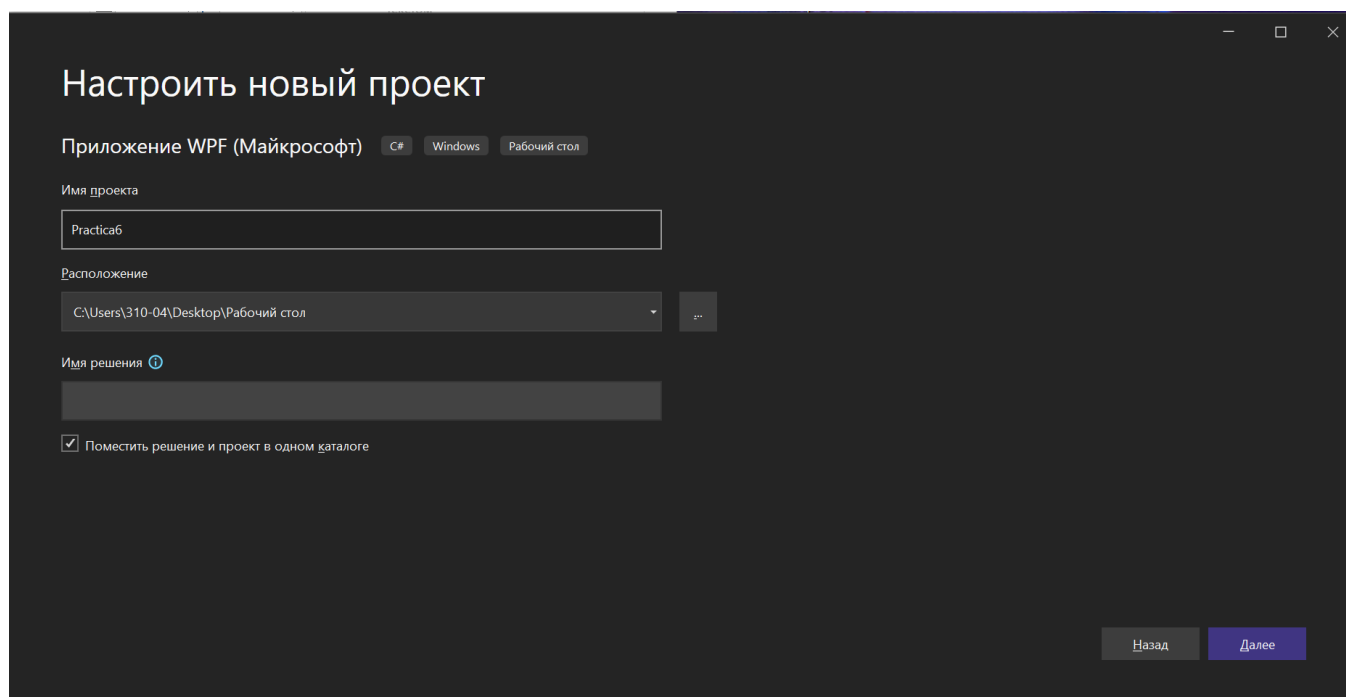 Настроить новый проект
Приложение WPF (Майкрософт) C# Windows Рабочий стол
Имя проекта
Practica6
Расположение
C:\Users\310-04\Desktop\Рабочий стол
...
Имя решения
Поместить решение и проект в одном каталоге
Назад Далее